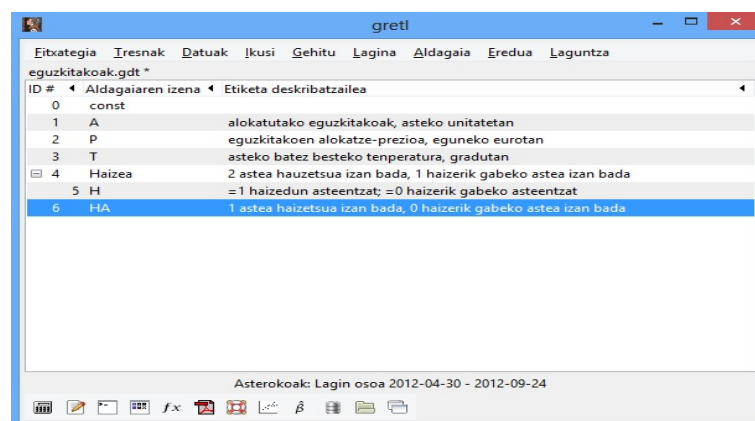 gretl
Fitxategia Tresnak Datuak Ikusi Gehitu Lagina Aldagaia Eredua Laguntza
eguzkitakoak.gdt *
ID # Aldagaiaren izena Etiketa deskribatzailea
0 const
1 A alokatutako eguzkitakoak, asteko unitatetan
2 P eguzkitakoen alokatze-prezioa, eguneko eurotan
3 T asteko batez besteko tenperatura, gradutan
4 Haizea 2 astea hauzetsua izan bada, 1 haizerik gabeko astea izan bada
5 H =1 haizedun asteentzat; =0 haizerik gabeko asteentzat
6 HA 1 astea haizetsua izan bada, 0 haizerik gabeko astea izan bada
Asterokoak: Lagin osoa 2012-04-30 - 2012-09-24
fx β̂